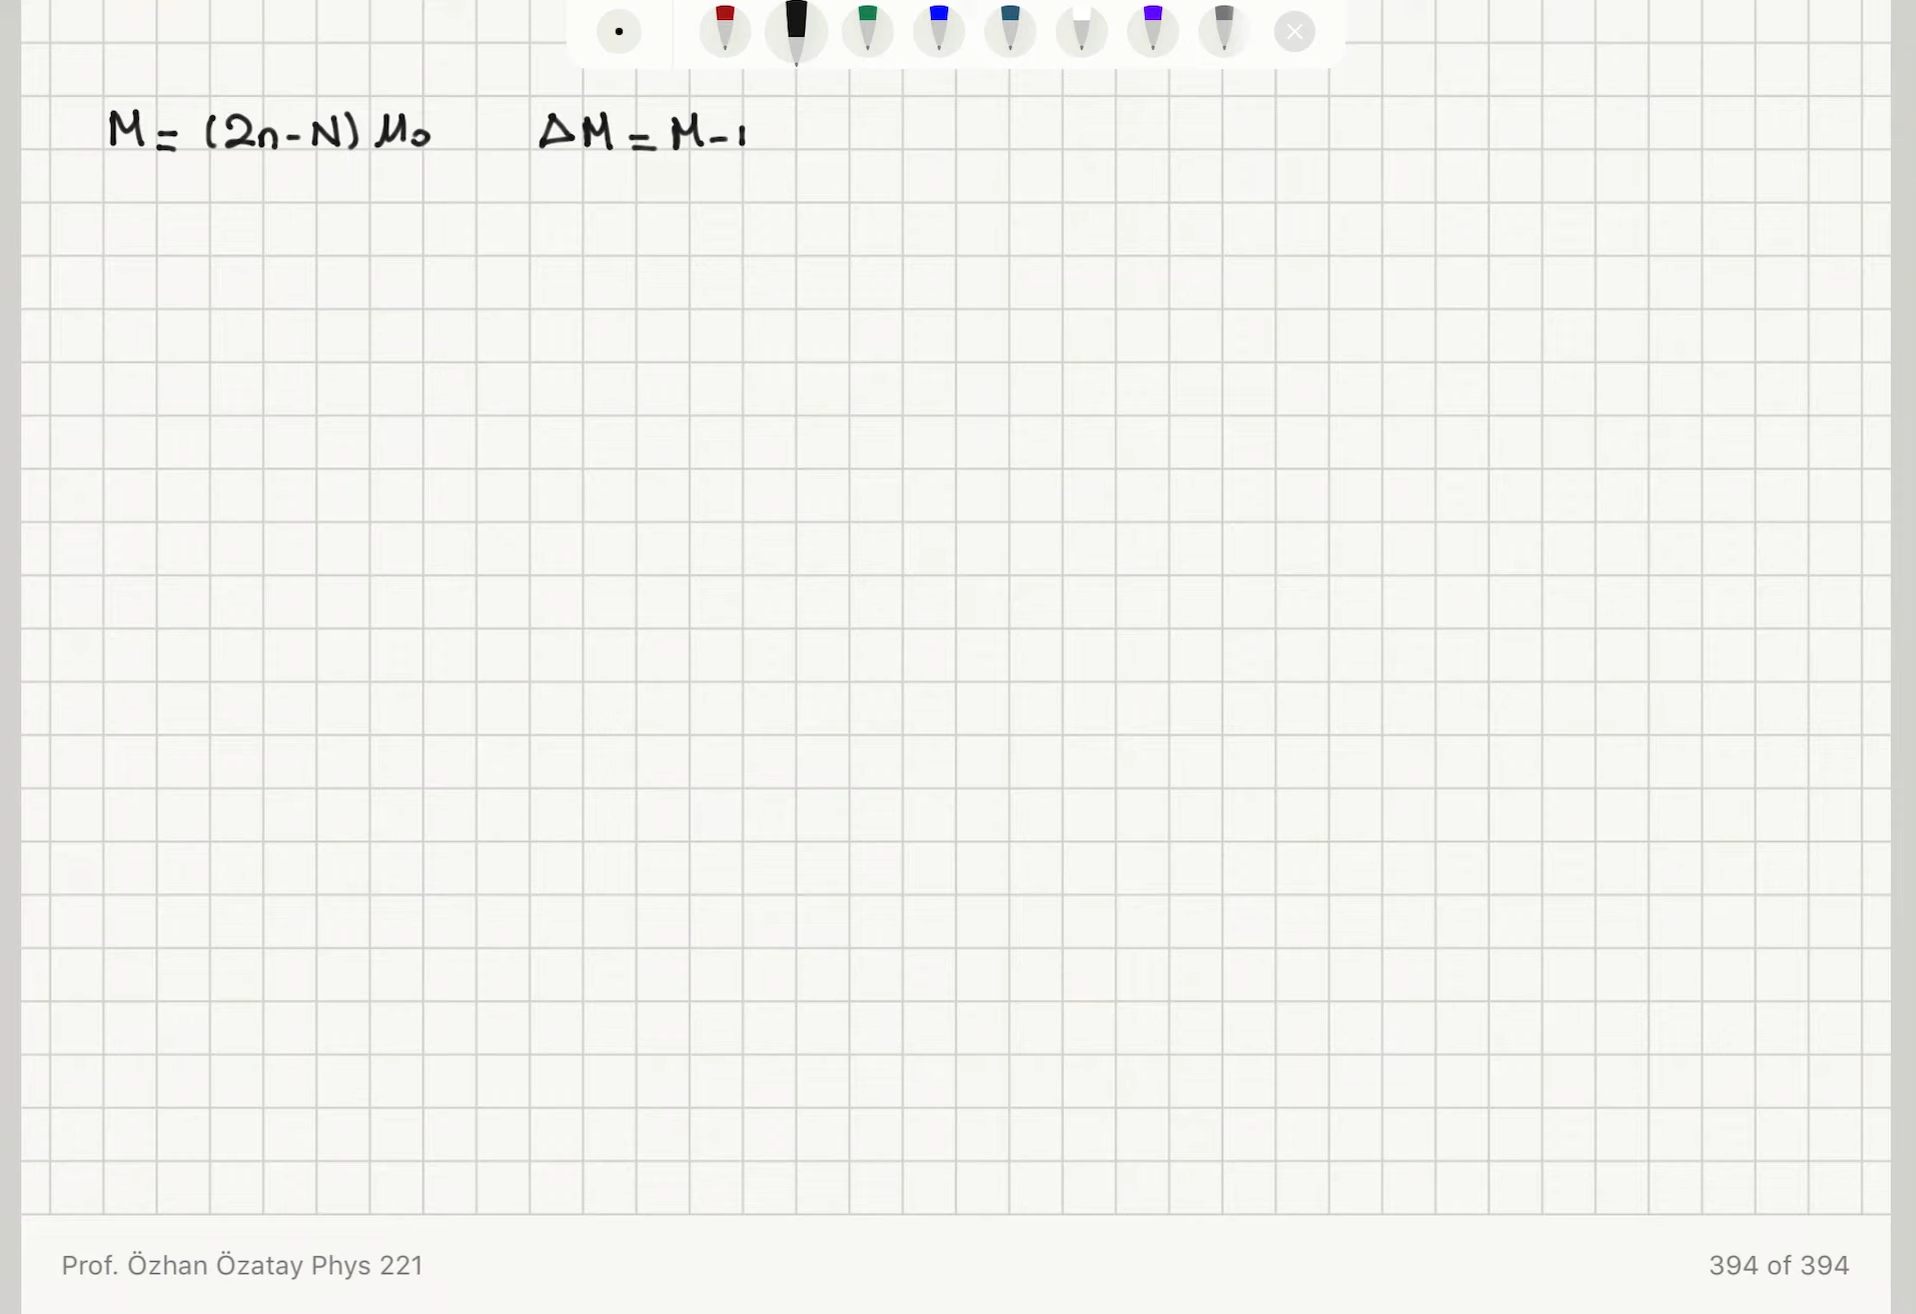 M = (2n - N) μ₀    ΔM = M - 1
Prof. Özhan Özatay Phys 221
394 of 394